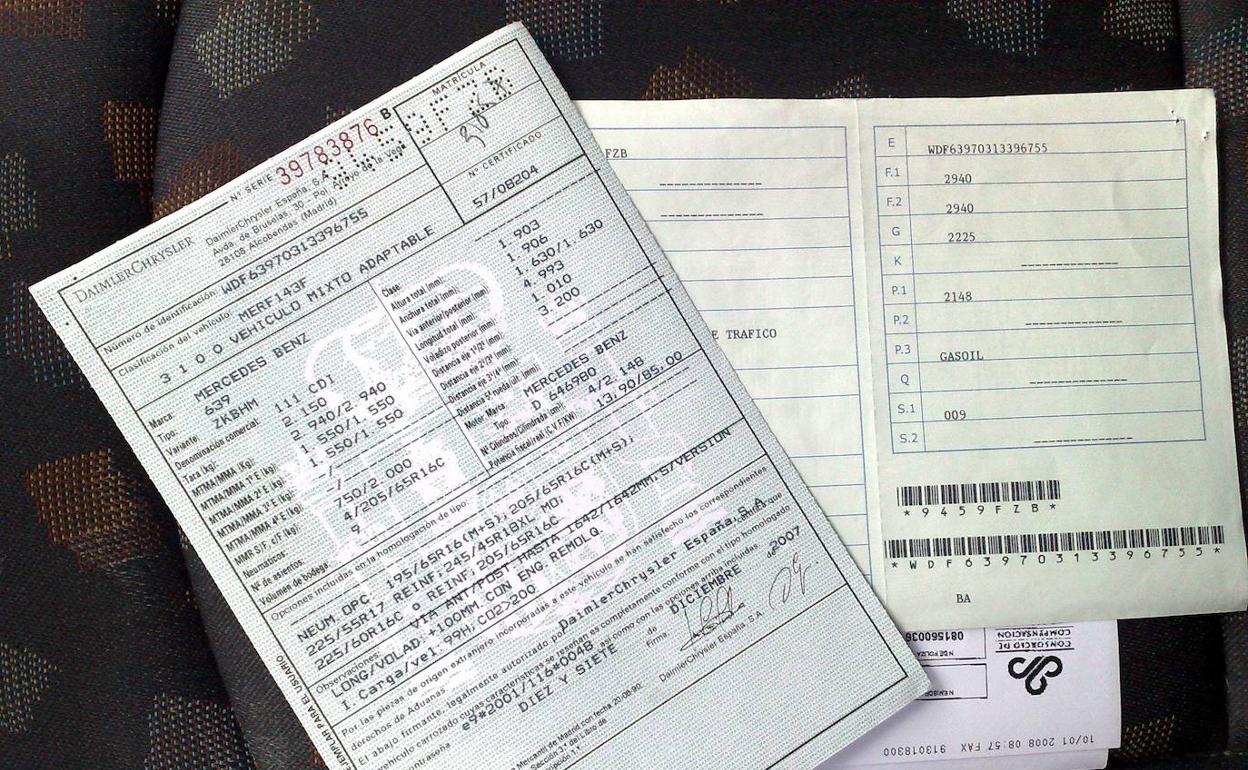 DAIMLERCHRYSLER
DaimlerChrysler España, S.A.
Avda. de Bruselas, 30 - Pol. Arroyo de la Vega
28108 Alcobendas (Madrid)
Nº SERIE 39783876 B
MATRÍCULA
Nº CERTIFICADO
57/08204
Número de identificación: WDF63970313396755
Clasificación del vehículo: MERF143F
3 1 0 0 VEHICULO MIXTO ADAPTABLE
Marca: MERCEDES BENZ
Tipo: 639
Variante: ZKBHM
Denominación comercial: 111 CDI
Tara (kg): 2.150
MTMA/MMA (Kg): 2.940/2.940
MTMA/MMA 1º E (kg): 1.550/1.550
MTMA/MMA 2º E (kg): 1.550/1.550
MTMA/MMA 3º E (kg): -/-
MTMA/MMA 4º E (kg): -/-
MMR S/F, c/F (kg): 750/2.000
Neumáticos: 4/205/65R16C
Nº de asientos: 9
Volumen de bodega:
Clase:
Altura total (mm): 1.903
Anchura total (mm): 1.906
Vía anterior/posterior (mm): 1.630/1.630
Longitud total (mm): 4.993
Voladizo posterior (mm): 1.010
Distancia eje 1º/2º (mm): 3.200
Distancia eje 2º/3º (mm):
Distancia eje 3º/4º (mm):
Motor Marca: MERCEDES BENZ
Tipo: D 646980
Nº Cilindros/Cilindrada (cm³): 4/2.148
Potencia fiscal/real (C.V.F/KW): 13,90/85,00
Opciones incluidas en la homologación de tipo:
NEUM.OPC. 195/65R16(M+S); 205/65R16C(M+S);
225/55R17 REINF;245/45R18XL. MD;
225/60R16C o REINF;205/65R16C
Observaciones: VIA ANT/POST HASTA 1642/1642MM,S/VERSION
LONG/VOLAD:+100MM.CON ENG.REMOLQ.
1.Carga/vel:99H;CO2>200
Por las piezas de origen extranjero incorporadas a este vehículo se han satisfecho los correspondientes
derechos de Aduanas
El abajo firmante, legalmente autorizado por DaimlerChrysler España,S.A. certifica que
vehículo carrozado cuyas características se reseñan es completamente conforme con el tipo homologado
contraseña e9*2001/116*0048
así como con las opciones arriba incluidas
DIEZ Y SIETE de DICIEMBRE 2007
Firma:
DaimlerChrysler España, S.A.
EJEMPLAR PARA EL USUARIO
Mercantil de Madrid con fecha 20-06-90
Sección 3ª del Libro de
FZB
E TRAFICO
E WDF63970313396755
F.1 2940
F.2 2940
G 2225
K
P.1 2148
P.2
P.3 GASOIL
Q
S.1 009
S.2
*9459FZB*
*WDF63970313396755*
BA
CONSORCIO DE
COMPENSACION
N DE POLIZA
081560036
10/01 2008 08:57 FAX 913018300